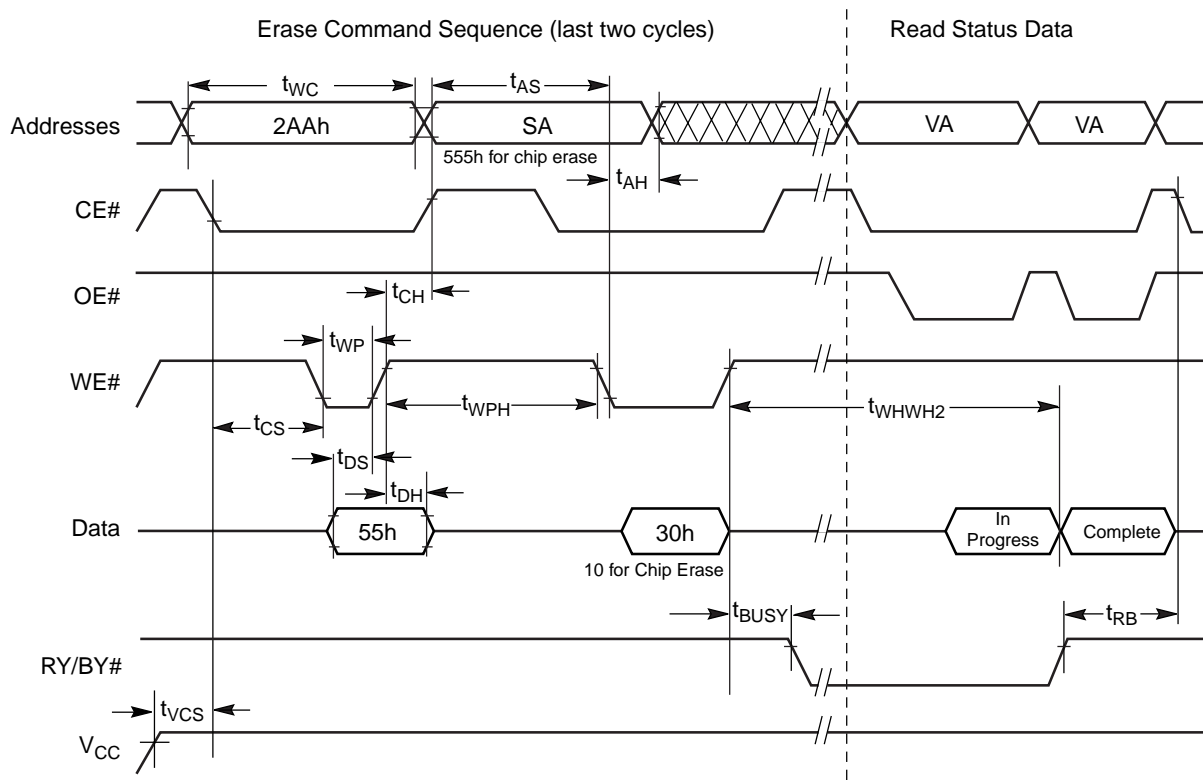 Erase Command Sequence (last two cycles)
Read Status Data
tWC
tAS
Addresses
2AAh
SA
VA
VA
555h for chip erase
tAH
CE#
OE#
tCH
tWP
WE#
tWPH
tWHWH2
tCS
tDS
tDH
Data
55h
30h
In
Progress
Complete
10 for Chip Erase
tBUSY
tRB
RY/BY#
tVCS
VCC